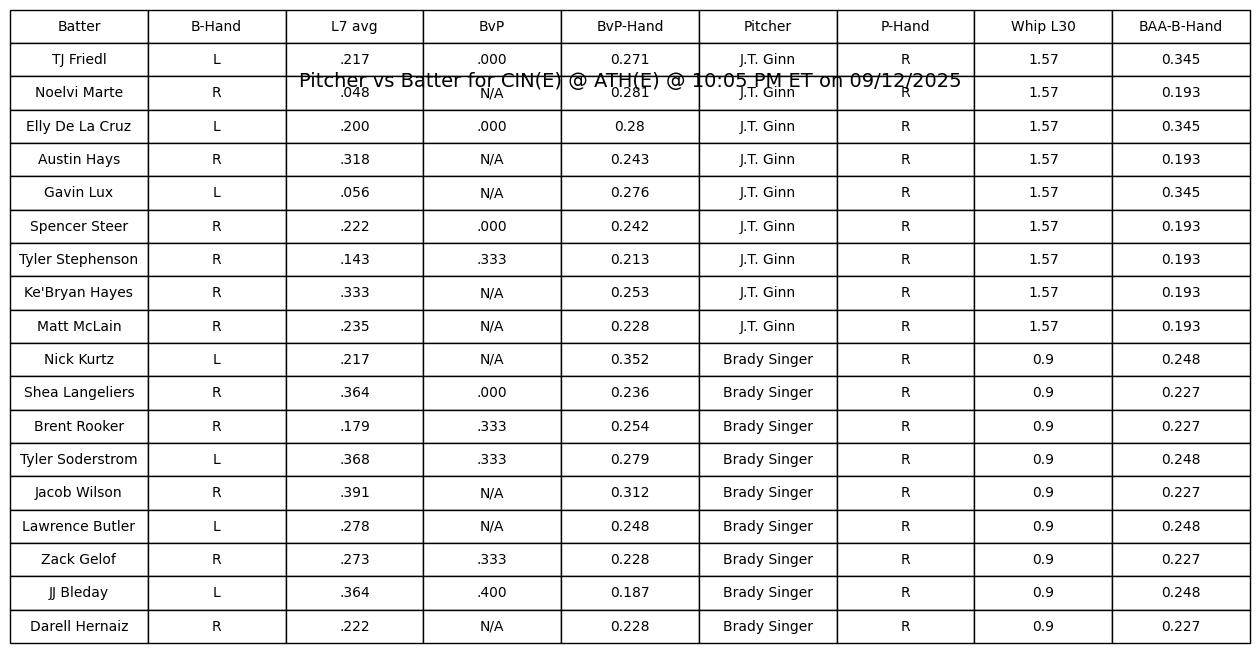 Batter B-Hand L7 avg BvP BvP-Hand Pitcher P-Hand Whip L30 BAA-B-Hand
TJ Friedl L .217 .000 0.271 J.T. Ginn R 1.57 0.345
Pitcher vs Batter for CIN(E) @ ATH(E) @ 10:05 PM ET on 09/12/2025
Noelvi Marte R .048 N/A 0.281 J.T. Ginn R 1.57 0.193
Elly De La Cruz L .200 .000 0.28 J.T. Ginn R 1.57 0.345
Austin Hays R .318 N/A 0.243 J.T. Ginn R 1.57 0.193
Gavin Lux L .056 N/A 0.276 J.T. Ginn R 1.57 0.345
Spencer Steer R .222 .000 0.242 J.T. Ginn R 1.57 0.193
Tyler Stephenson R .143 .333 0.213 J.T. Ginn R 1.57 0.193
Ke'Bryan Hayes R .333 N/A 0.253 J.T. Ginn R 1.57 0.193
Matt McLain R .235 N/A 0.228 J.T. Ginn R 1.57 0.193
Nick Kurtz L .217 N/A 0.352 Brady Singer R 0.9 0.248
Shea Langeliers R .364 .000 0.236 Brady Singer R 0.9 0.227
Brent Rooker R .179 .333 0.254 Brady Singer R 0.9 0.227
Tyler Soderstrom L .368 .333 0.279 Brady Singer R 0.9 0.248
Jacob Wilson R .391 N/A 0.312 Brady Singer R 0.9 0.227
Lawrence Butler L .278 N/A 0.248 Brady Singer R 0.9 0.248
Zack Gelof R .273 .333 0.228 Brady Singer R 0.9 0.227
JJ Bleday L .364 .400 0.187 Brady Singer R 0.9 0.248
Darell Hernaiz R .222 N/A 0.228 Brady Singer R 0.9 0.227